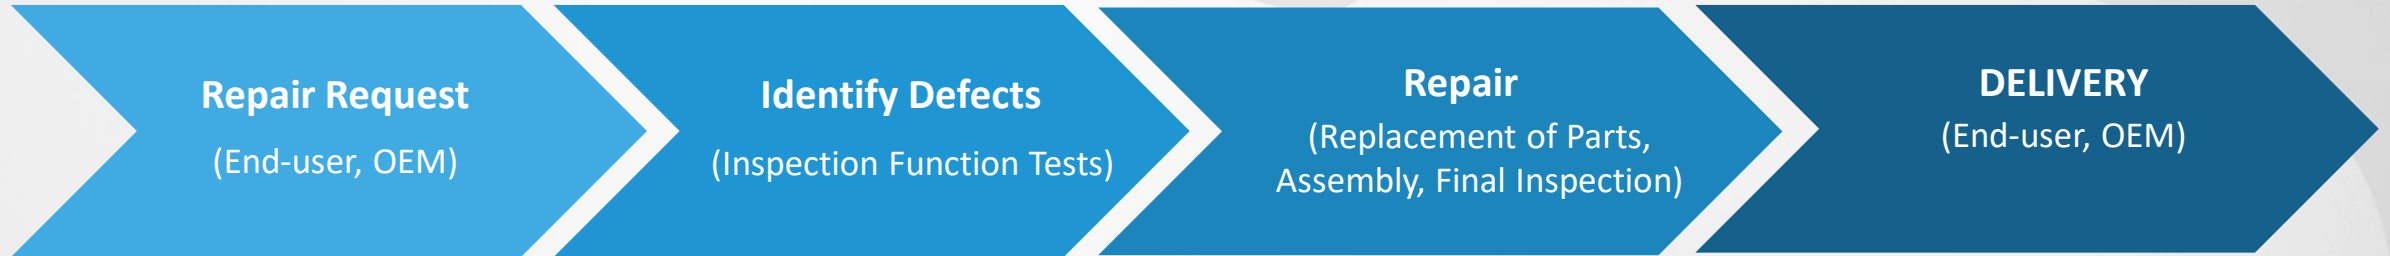 Repair Request
(End-user, OEM)
Identify Defects
(Inspection Function Tests)
Repair
(Replacement of Parts,
Assembly, Final Inspection)
DELIVERY
(End-user, OEM)